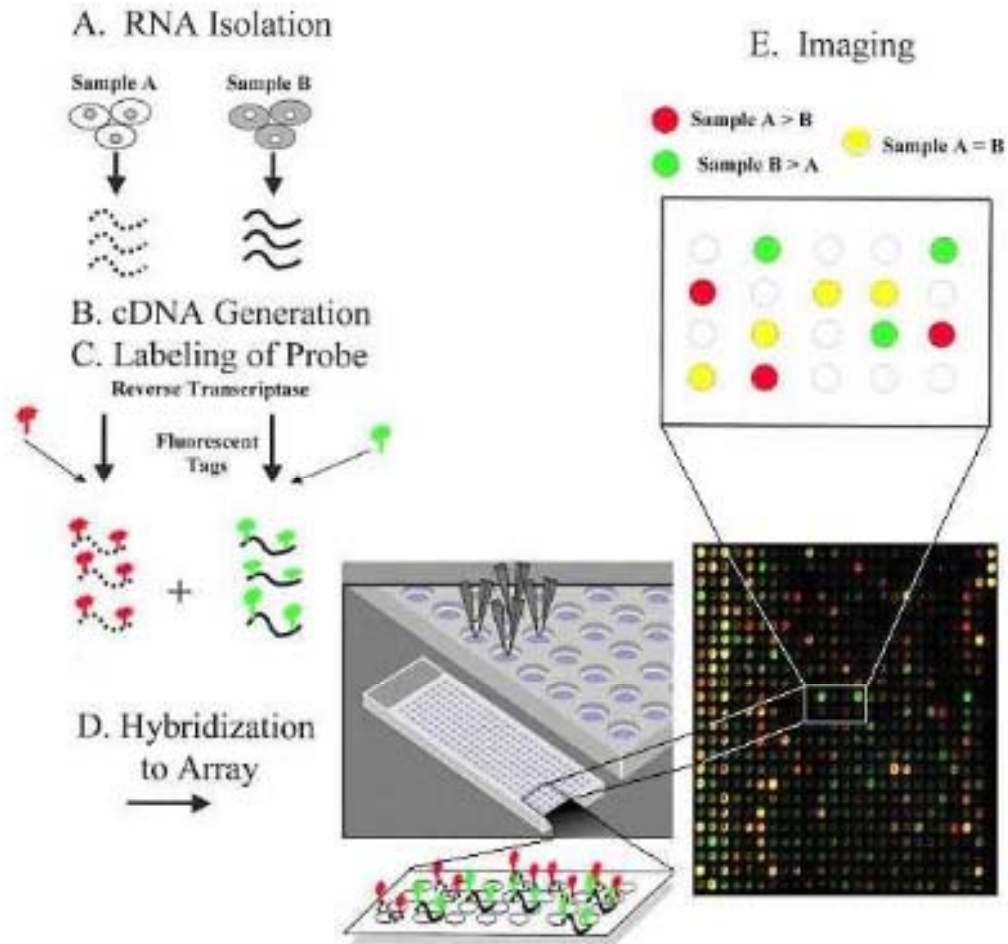 A. RNA Isolation
Sample A
Sample B
B. cDNA Generation
C. Labeling of Probe
Reverse Transcriptase
Fluorescent
Tags
+
D. Hybridization
to Array
E. Imaging
Sample A > B
Sample B > A
Sample A = B